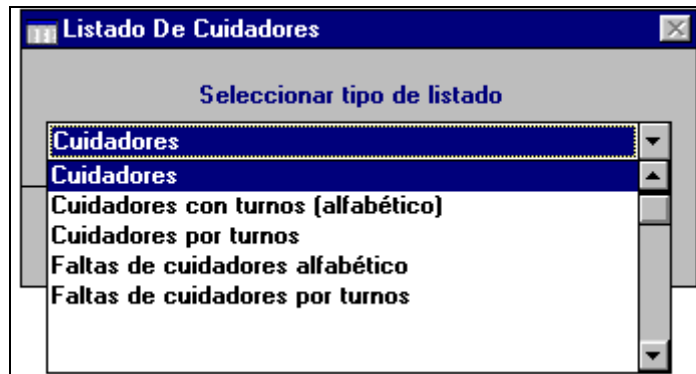 Listado De Cuidadores
Seleccionar tipo de listado
Cuidadores
Cuidadores
Cuidadores con turnos (alfabético)
Cuidadores por turnos
Faltas de cuidadores alfabético
Faltas de cuidadores por turnos